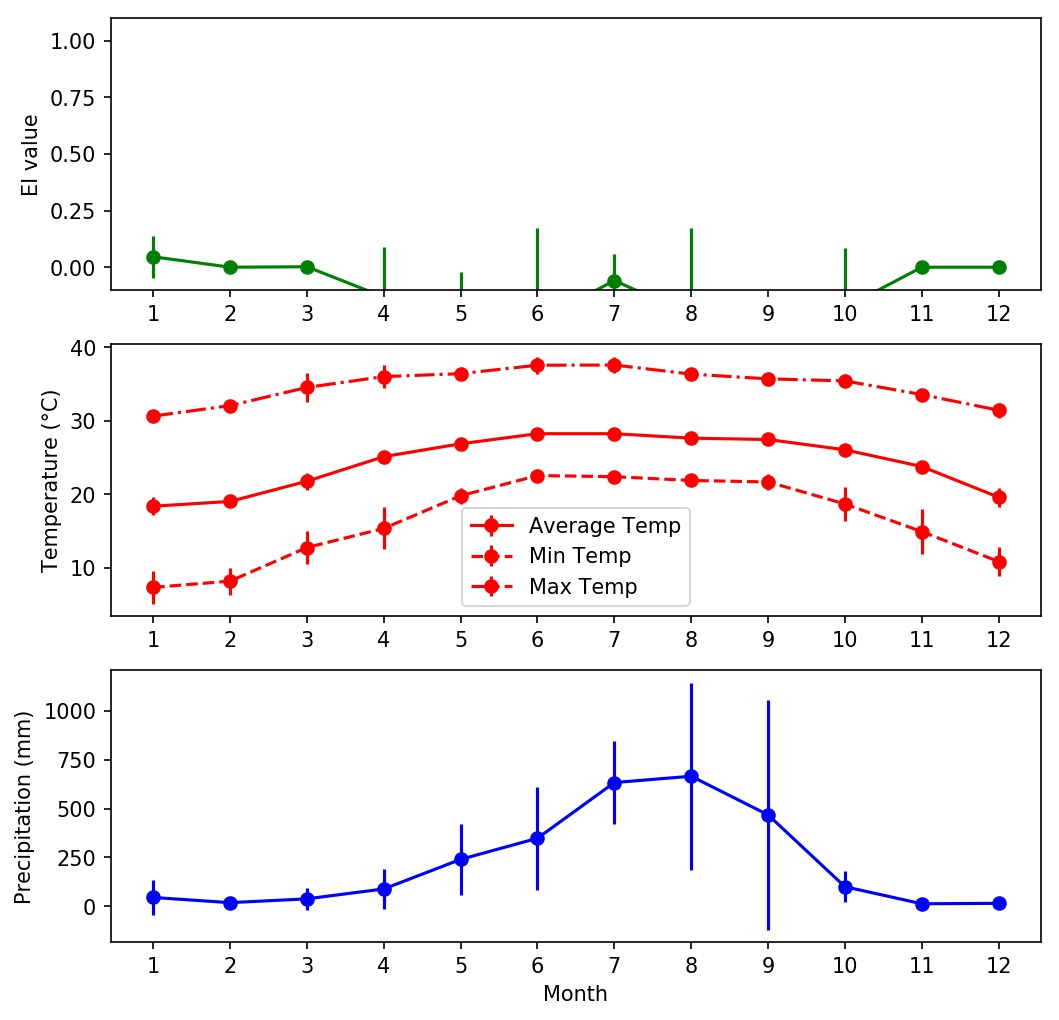 EI value
1.00
0.75
0.50
0.25
0.00
1 2 3 4 5 6 7 8 9 10 11 12
Temperature (°C)
40
30
20
10
Average Temp
Min Temp
Max Temp
1 2 3 4 5 6 7 8 9 10 11 12
Precipitation (mm)
1000
750
500
250
0
1 2 3 4 5 6 7 8 9 10 11 12
Month